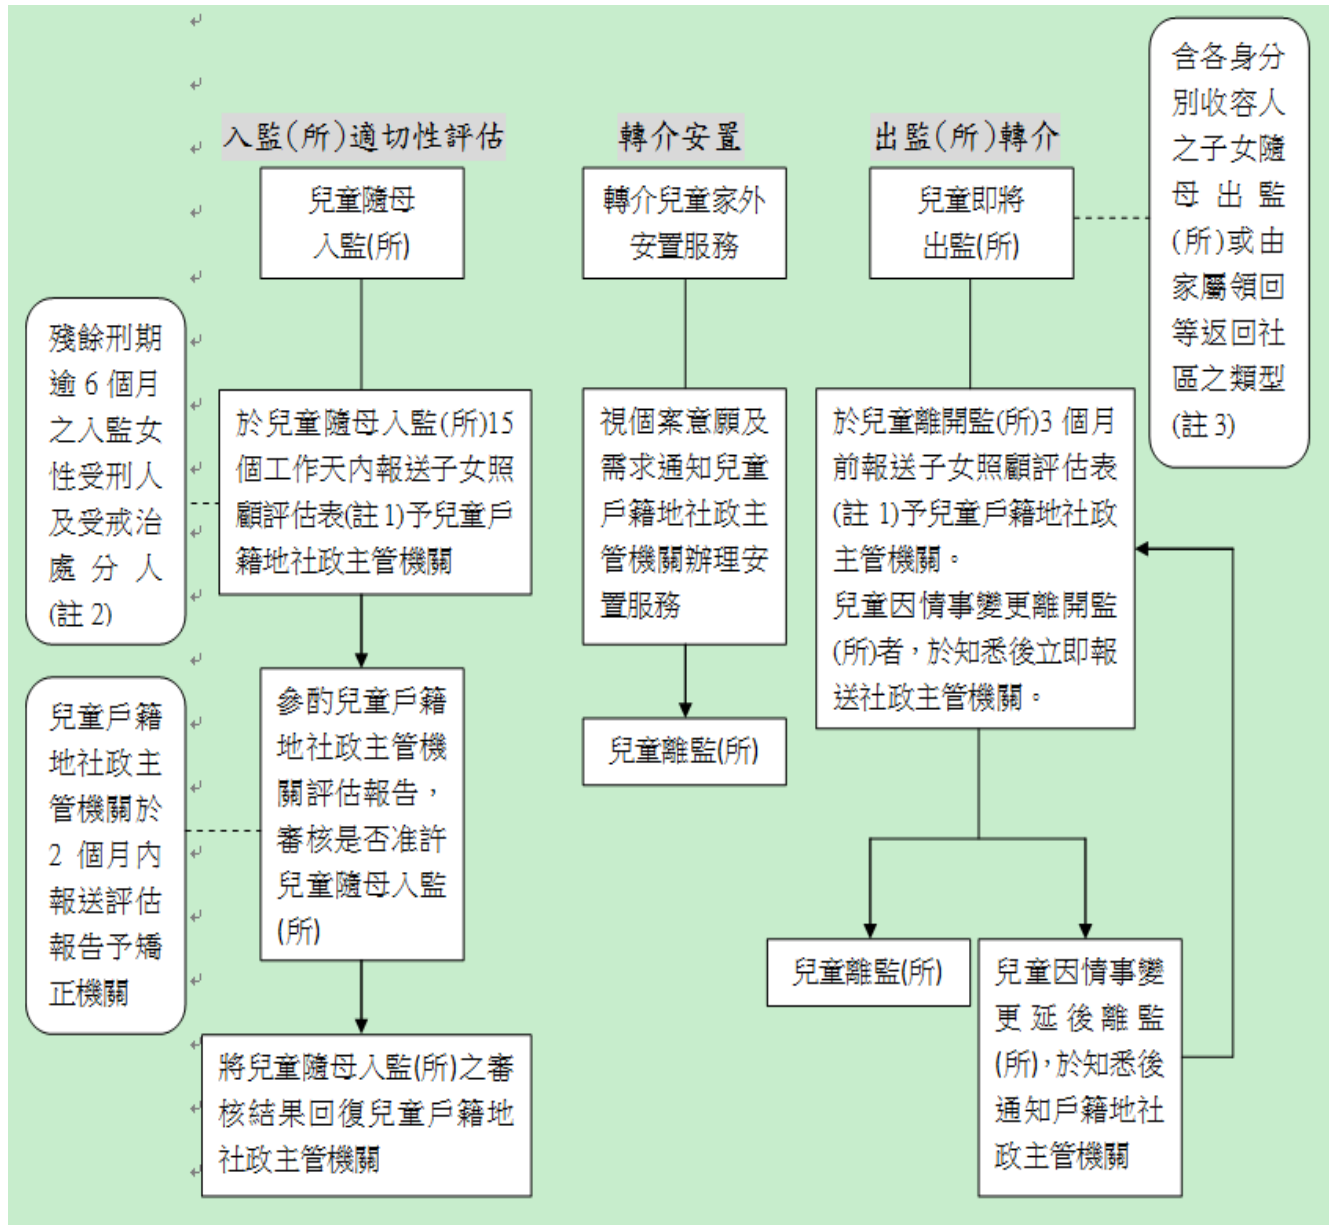 入監(所)適切性評估
兒童隨母
入監(所)
殘餘刑期
逾 6 個月
之入監女
性受刑人
及受戒治
處分人
(註 2)
於兒童隨母入監(所)15
個工作天內報送子女照
顧評估表(註 1)予兒童戶
籍地社政主管機關
兒童戶籍
地社政主
管機關於
2 個月內
報送評估
報告予矯
正機關
參酌兒童戶籍
地社政主管機
關評估報告，
審核是否准許
兒童隨母入監
(所)
將兒童隨母入監(所)之審
核結果回復兒童戶籍地
社政主管機關
轉介安置
轉介兒童家外
安置服務
視個案意願及
需求通知兒童
戶籍地社政主
管機關辦理安
置服務
兒童離監(所)
出監(所)轉介
兒童即將
出監(所)
含各身分
別收容人
之子女隨
母出監
(所)或由
家屬領回
等返回社
區之類型
(註 3)
於兒童離開監(所)3 個月
前報送子女照顧評估表
(註 1)予兒童戶籍地社政
主管機關。
兒童因情事變更離開監
(所)者，於知悉後立即報
送社政主管機關。
兒童離監(所)
兒童因情事變
更延後離監
(所)，於知悉後
通知戶籍地社
政主管機關